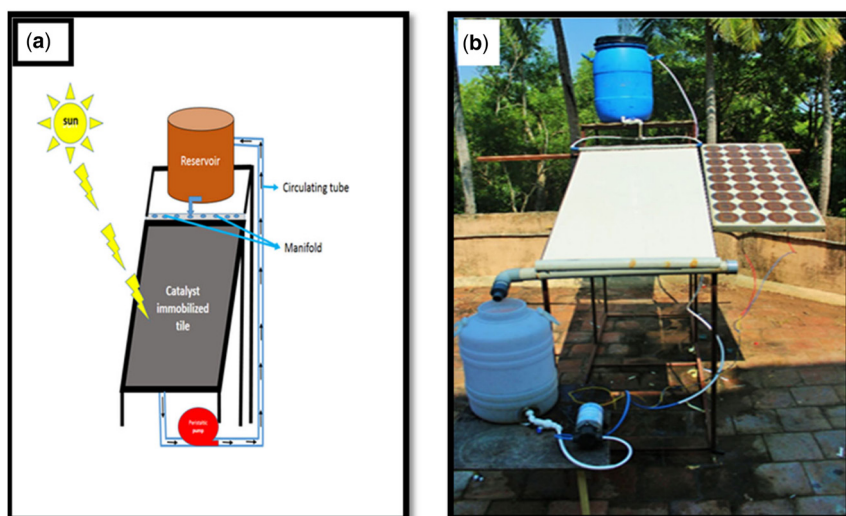 (a)
sun
Reservoir
Circulating tube
Manifold
Catalyst
immobilized
tile
Peristaltic
pump
(b)